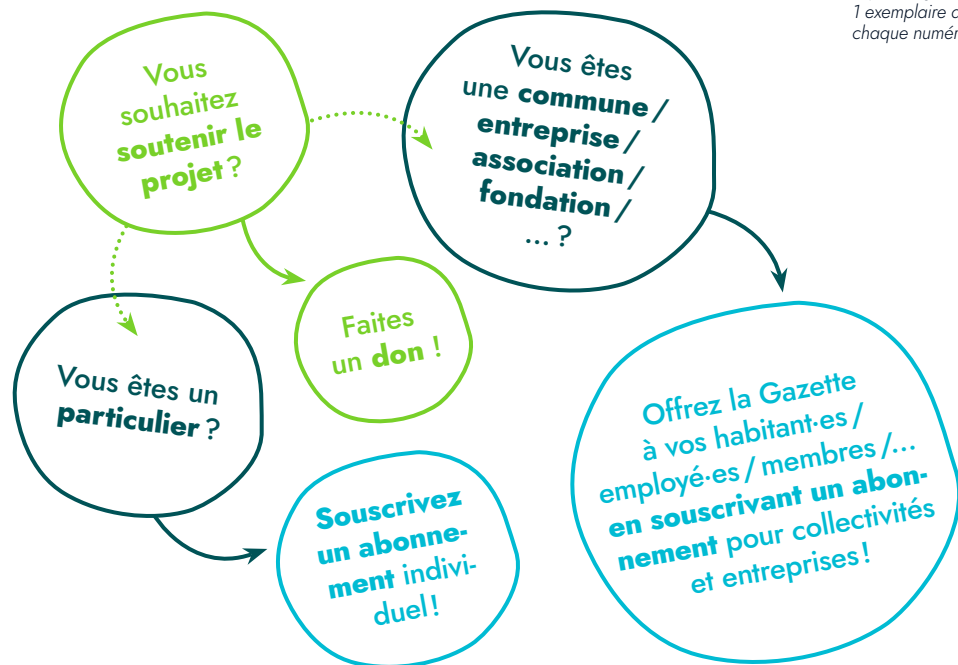 1 exemplaire
chaque
Vous
souhaitez
soutenir le
projet ?
Vous êtes
une commune /
entreprise /
association /
fondation /
... ?
Faites
un don !
Vous êtes un
particulier ?
Offrez la Gazette
à vos habitant·es /
employé·es / membres /...
en souscrivant un abon-
nement pour collectivités
et entreprises !
Souscrivez
un abonne-
ment indivi-
duel !